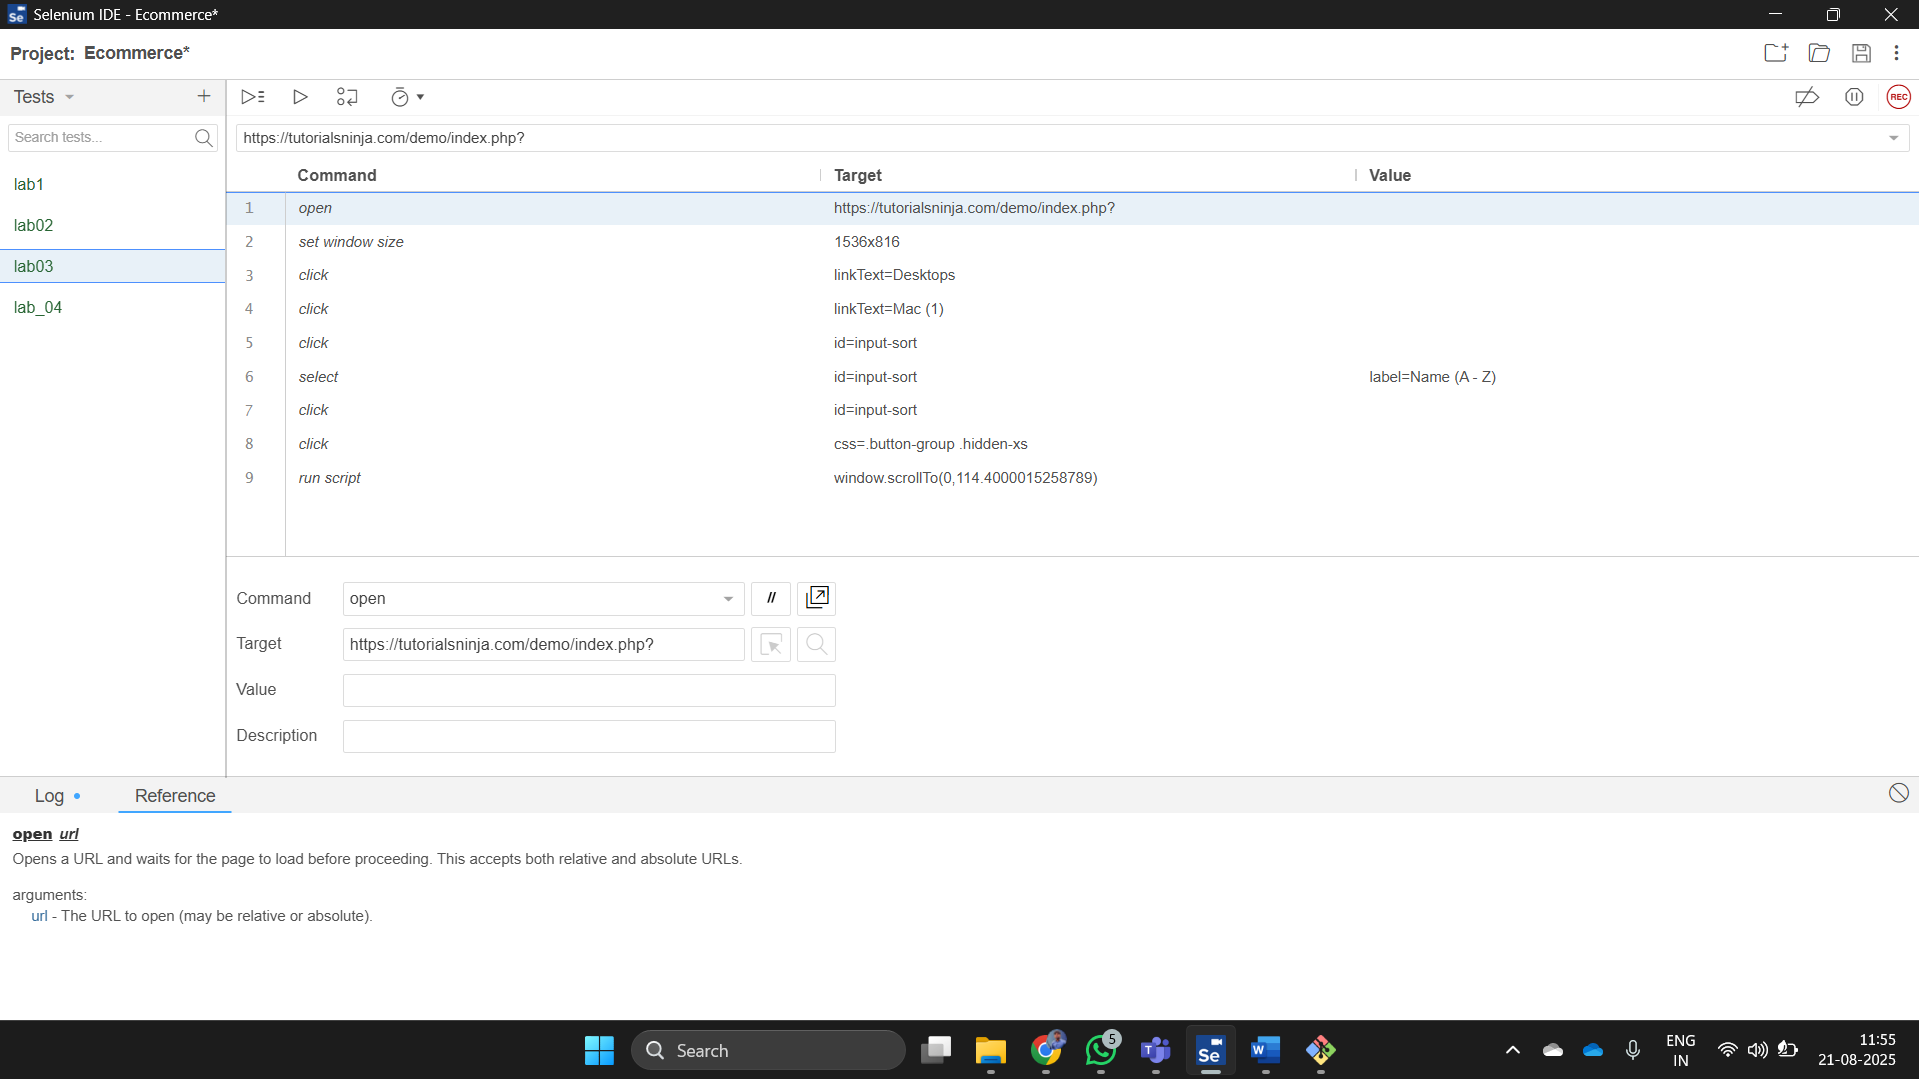 Se Selenium IDE - Ecommerce*
Project: Ecommerce*
Tests
REC
Search tests...
https://tutorialsninja.com/demo/index.php?
lab1
lab02
lab03
lab_04
Command Target Value
1 open https://tutorialsninja.com/demo/index.php?
2 set window size 1536x816
3 click linkText=Desktops
4 click linkText=Mac (1)
5 click id=input-sort
6 select id=input-sort label=Name (A - Z)
7 click id=input-sort
8 click css=.button-group .hidden-xs
9 run script window.scrollTo(0,114.4000015258789)
Command open //
Target https://tutorialsninja.com/demo/index.php?
Value
Description
Log Reference
open url
Opens a URL and waits for the page to load before proceeding. This accepts both relative and absolute URLs.
arguments:
url - The URL to open (may be relative or absolute).
Search
5
T
Se
W
ENG
IN
11:55
21-08-2025